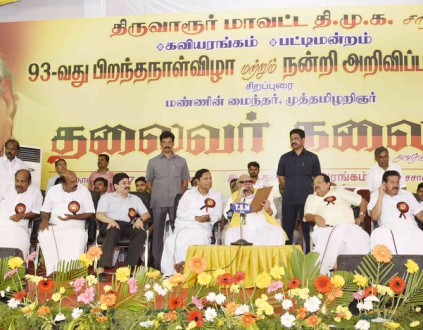 திருவாரூர் மாவட்ட தி.மு.க.
கவியரங்கம் பட்டிமன்றம்
93-வது பிறந்தநாள்விழா மற்றும் நன்றி அறிவிப்பு
சிறப்புரை
மண்ணின் மைந்தர், முத்தமிழறிஞர்
தலைவர் கலை